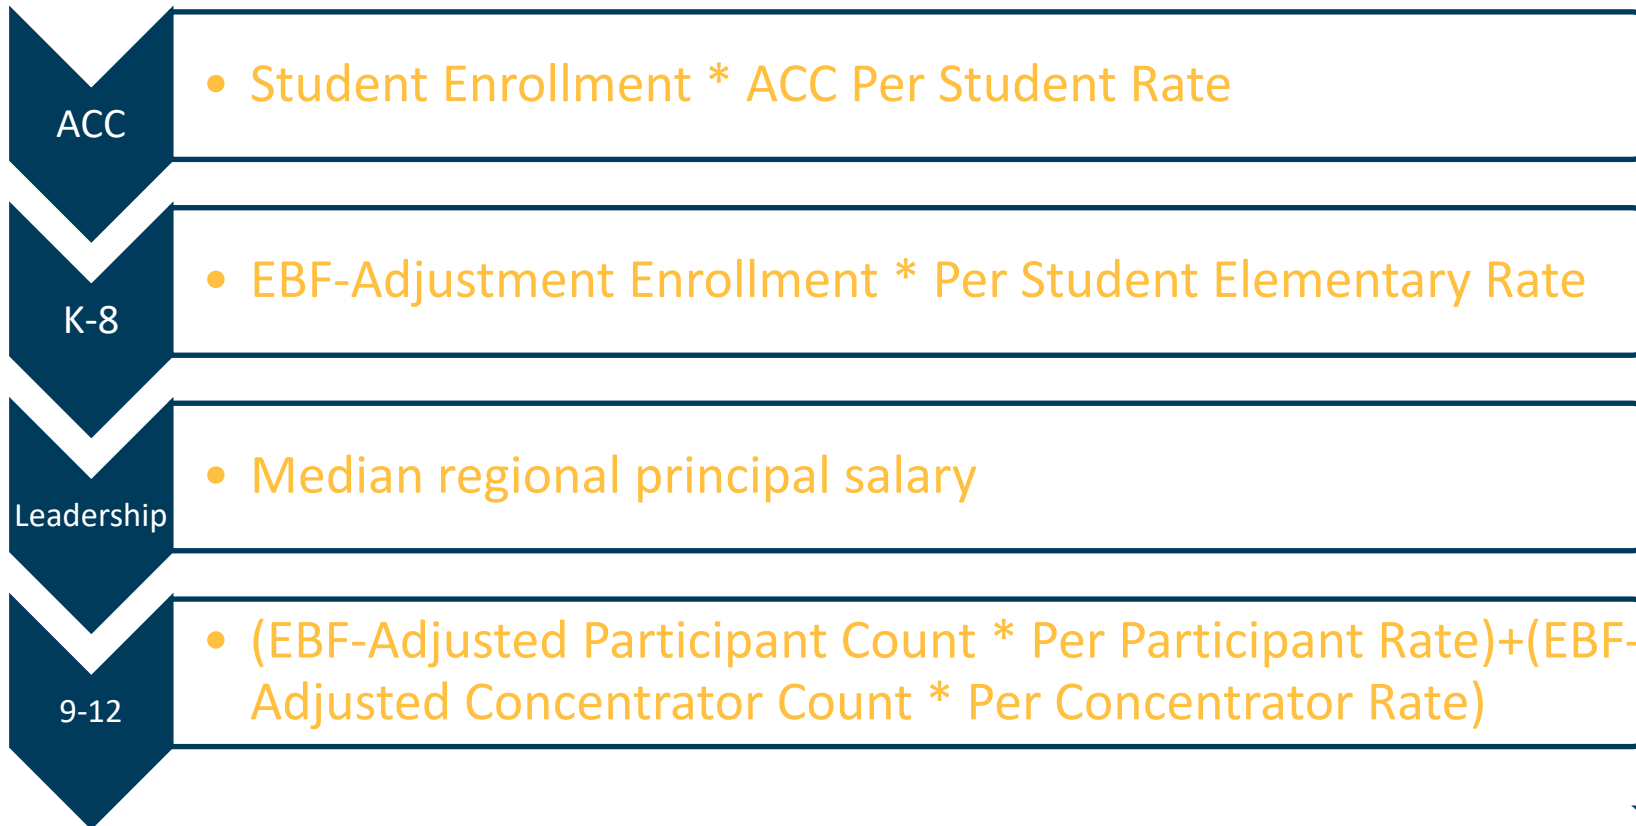 ACC
• Student Enrollment * ACC Per Student Rate
K-8
• EBF-Adjustment Enrollment * Per Student Elementary Rate
Leadership
• Median regional principal salary
9-12
• (EBF-Adjusted Participant Count * Per Participant Rate)+(EBF-
Adjusted Concentrator Count * Per Concentrator Rate)